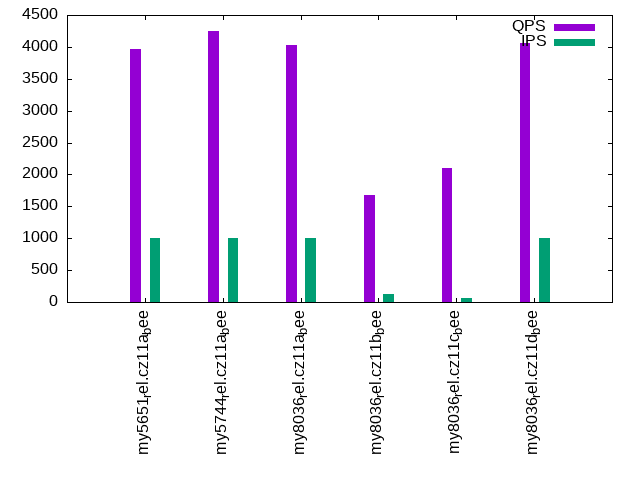 4500
4000
3500
3000
2500
2000
1500
1000
500
0
QPS
IPS
my5651rel.cz11abee
my5744rel.cz11abee
my8036rel.cz11abee
my8036rel.cz11bbee
my8036rel.cz11cbee
my8036rel.cz11dbee